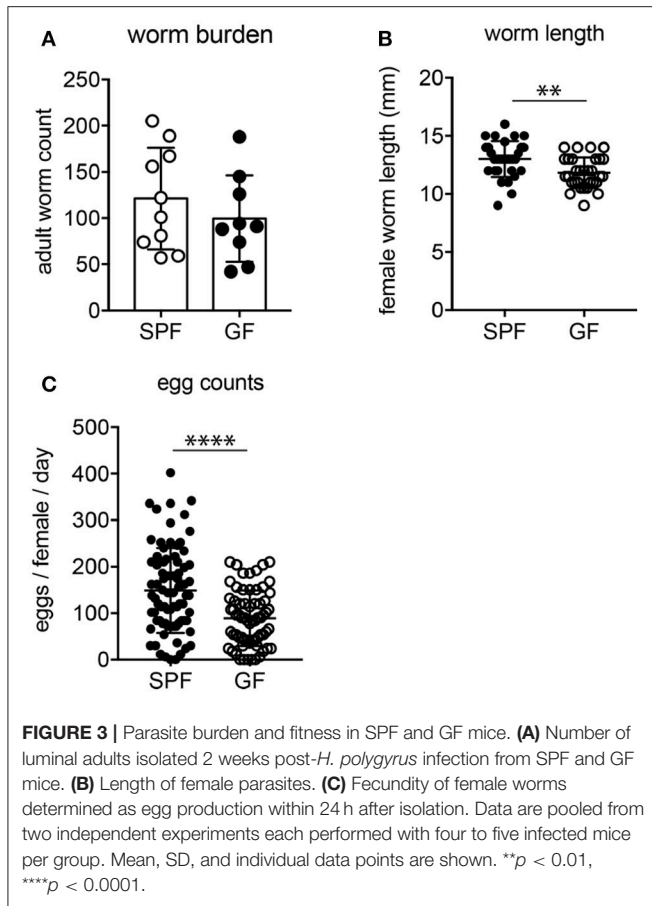 A
worm burden
adult worm count
250
200
150
100
50
0
SPF
GF
B
worm length
female worm length (mm)
20
15
10
5
0
**
SPF
GF
C
egg counts
eggs / female / day
500
400
300
200
100
0
****
SPF
GF
FIGURE 3 | Parasite burden and fitness in SPF and GF mice. (A) Number of
luminal adults isolated 2 weeks post-H. polygyrus infection from SPF and GF
mice. (B) Length of female parasites. (C) Fecundity of female worms
determined as egg production within 24 h after isolation. Data are pooled from
two independent experiments each performed with four to five infected mice
per group. Mean, SD, and individual data points are shown. **p < 0.01,
****p < 0.0001.